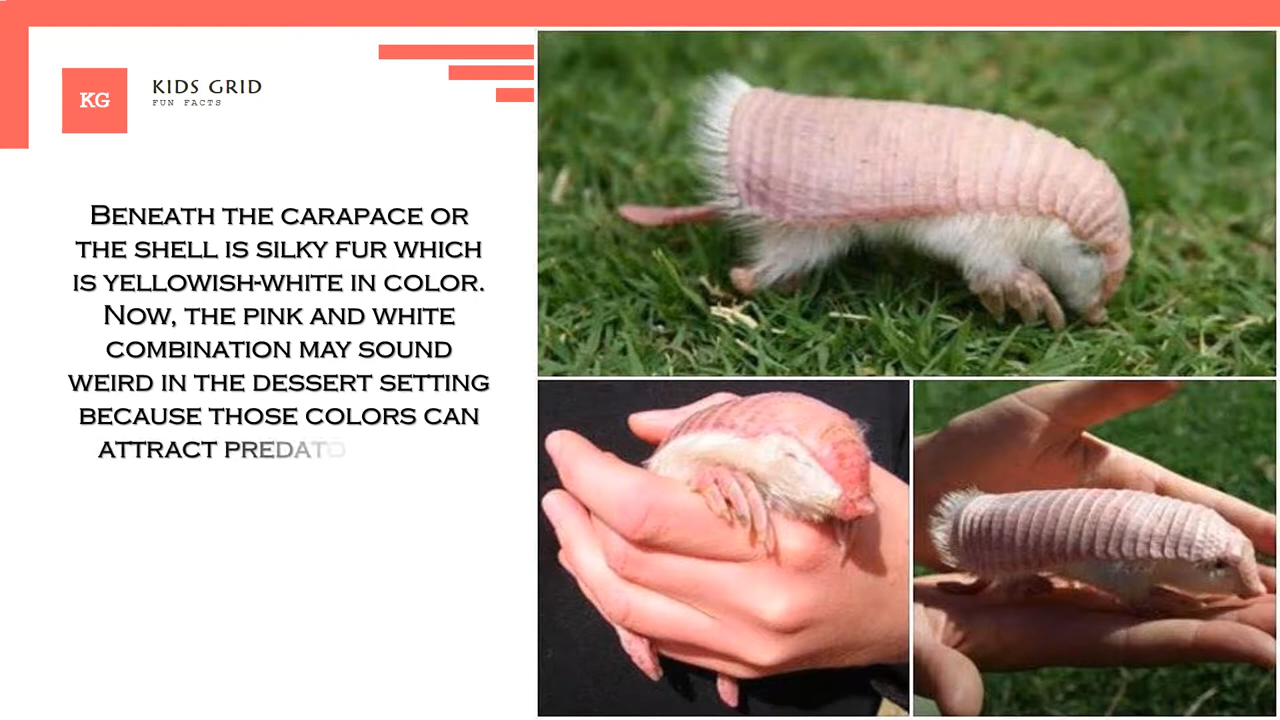 KG
KIDS GRID
FUN FACTS
BENEATH THE CARAPACE OR
THE SHELL IS SILKY FUR WHICH
IS YELLOWISH-WHITE IN COLOR.
NOW, THE PINK AND WHITE
COMBINATION MAY SOUND
WEIRD IN THE DESSERT SETTING
BECAUSE THOSE COLORS CAN
ATTRACT PREDATO